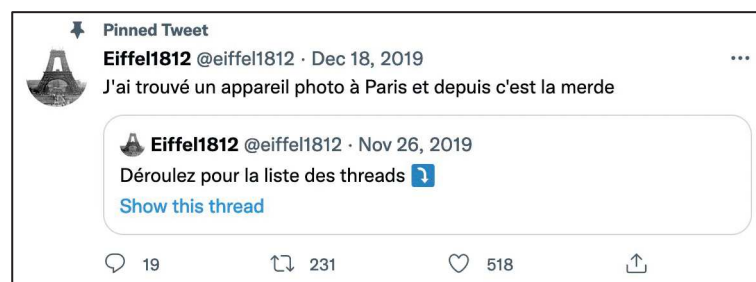 Pinned Tweet
Eiffel1812 @eiffel1812 · Dec 18, 2019
J'ai trouvé un appareil photo à Paris et depuis c'est la merde
Eiffel1812 @eiffel1812 · Nov 26, 2019
Déroulez pour la liste des threads ⤵️
Show this thread
19 231 518